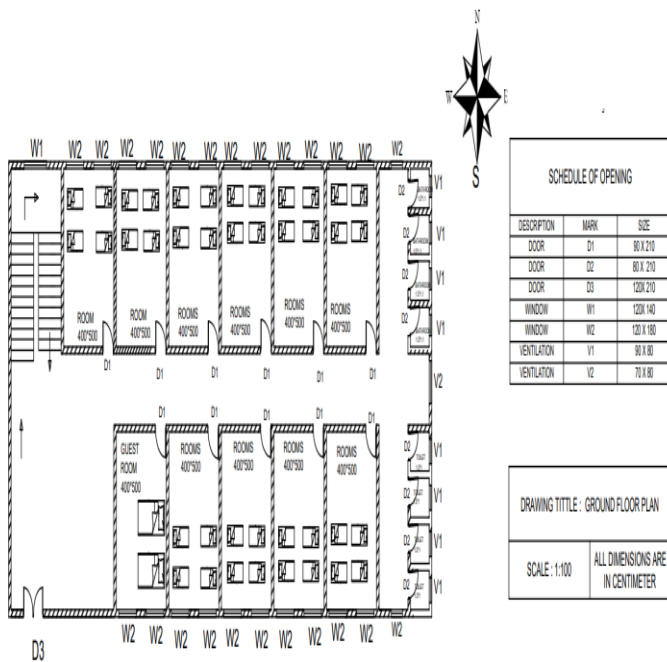 N
W
E
S
W1 W2 W2 W2 W2 W2 W2 W2 W2 W2 W2 W2 W2 W2
D2 V1
D2 V1
D2 V1
D2 V1
ROOM
400*500
ROOM
400*500
ROOMS
400*500
ROOMS
400*500
ROOMS
400*500
ROOMS
400*500
D1 D1 D1 D1 D1 D1
V2
D1 D1 D1 D1 D1
GUEST
ROOM
400*500
ROOMS
400*500
ROOMS
400*500
ROOMS
400*500
ROOMS
400*500
D2 V1
D2 V1
D2 V1
D2 V1
W2 W2 W2 W2 W2 W2 W2 W2 W2 W2 W2
D3
SCHEDULE OF OPENING
DESCRIPTION MARK SIZE
DOOR D1 90 X 210
DOOR D2 80 X 210
DOOR D3 120X 210
WINDOW W1 120X 140
WINDOW W2 120 X 180
VENTILATION V1 90 X 80
VENTILATION V2 70 X 80
DRAWING TITTLE : GROUND FLOOR PLAN
SCALE : 1:100
ALL DIMENSIONS ARE
IN CENTIMETER